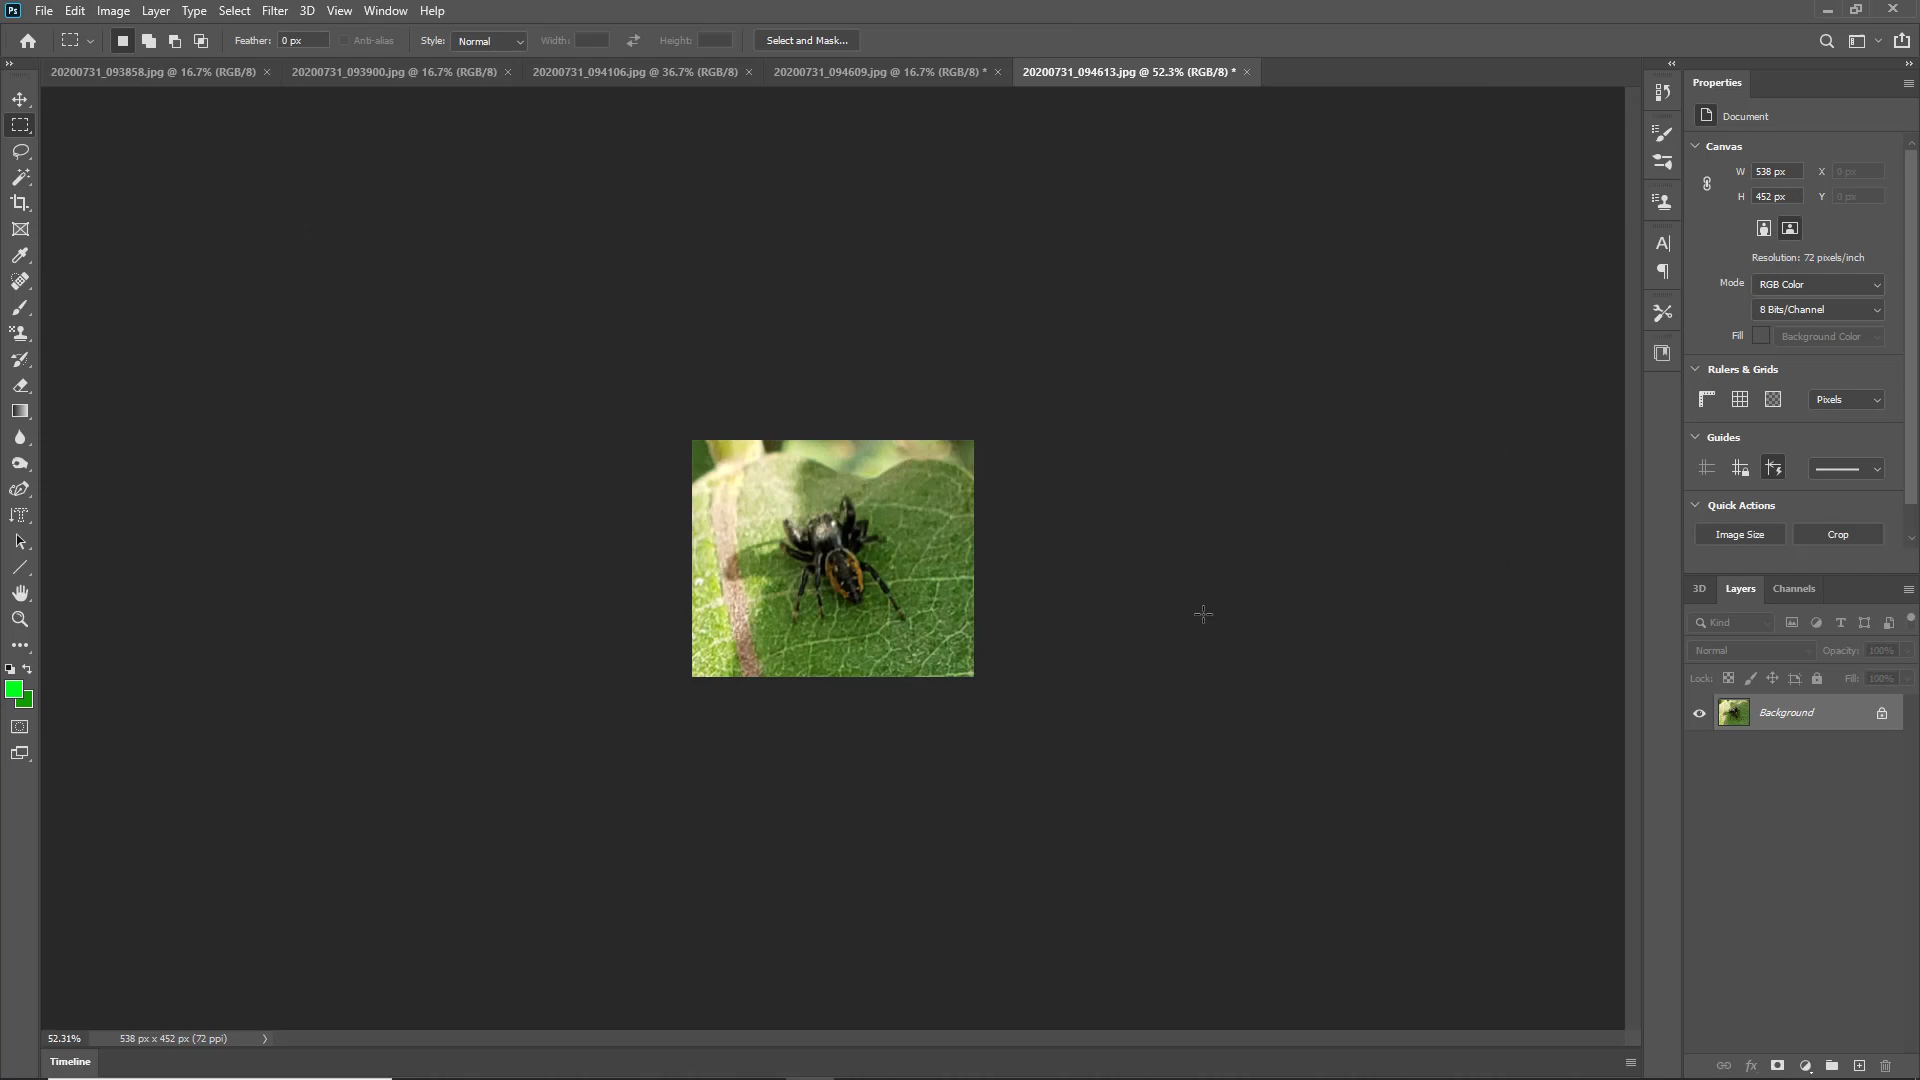 Ps File Edit Image Layer Type Select Filter 3D View Window Help
Feather: 0 px Anti-alias Style: Normal Width: Height: Select and Mask...
20200731_093858.jpg @ 16.7% (RGB/8) × 20200731_093900.jpg @ 16.7% (RGB/8) × 20200731_094106.jpg @ 36.7% (RGB/8) × 20200731_094609.jpg @ 16.7% (RGB/8) * × 20200731_094613.jpg @ 52.3% (RGB/8) * ×
Properties
Document
Canvas
W 538 px X 0 px
H 452 px Y 0 px
Resolution: 72 pixels/inch
Mode RGB Color
8 Bits/Channel
Fill Background Color
Rulers & Grids
Pixels
Guides
Quick Actions
Image Size Crop
3D Layers Channels
Kind
Normal Opacity: 100%
Lock: Fill: 100%
Background
52.31% 538 px x 452 px (72 ppi)
Timeline